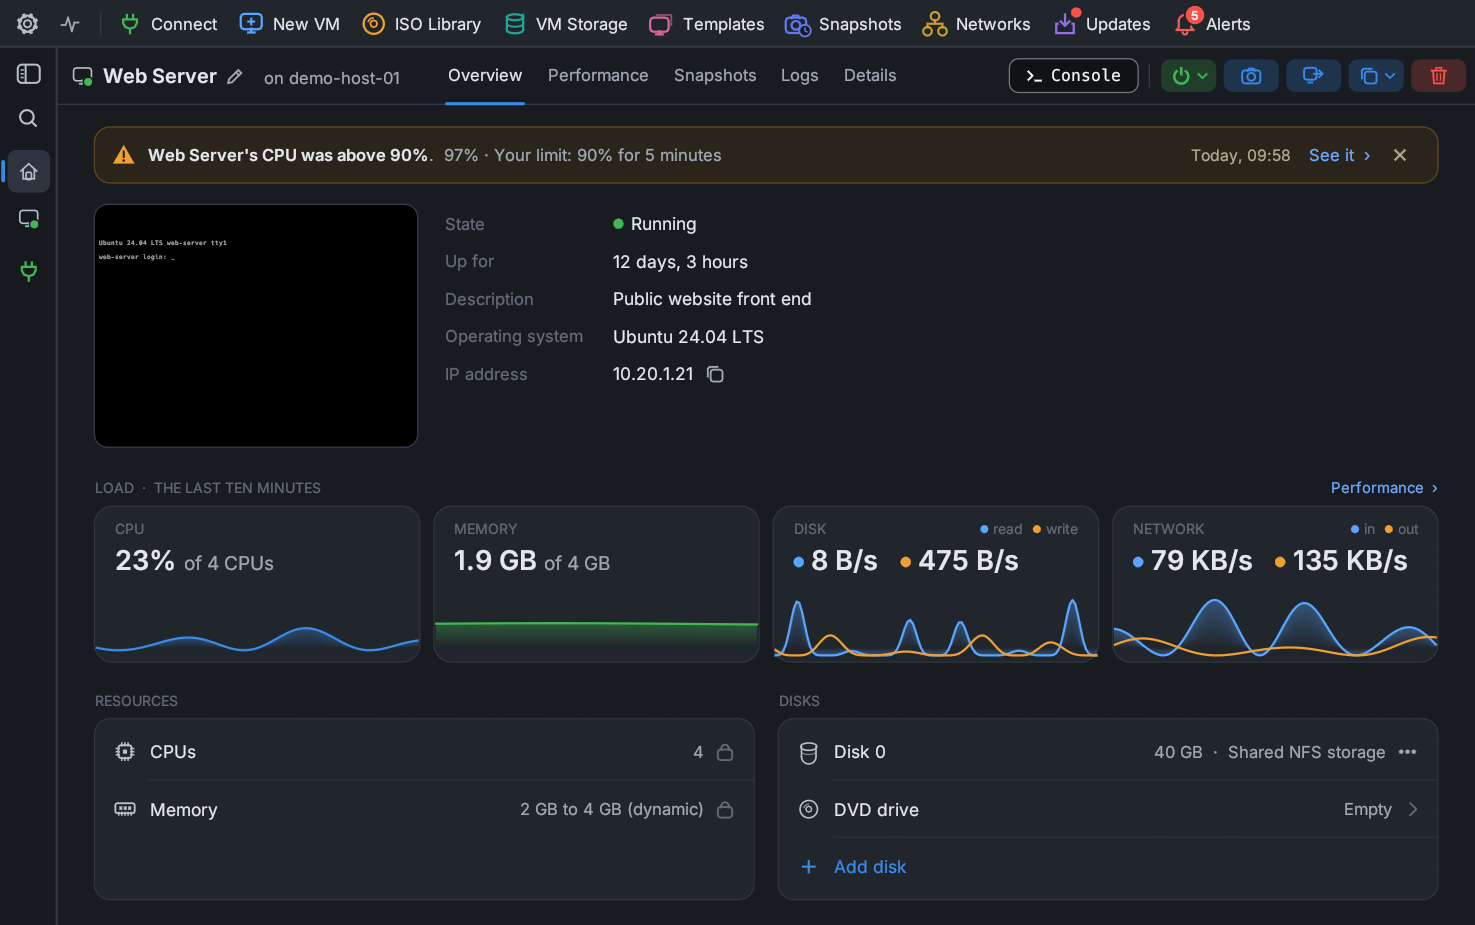 Connect New VM ISO Library VM Storage Templates Snapshots Networks Updates 5 Alerts
Web Server on demo-host-01 Overview Performance Snapshots Logs Details >_ Console
Web Server's CPU was above 90%. 97% · Your limit: 90% for 5 minutes Today, 09:58 See it ›
Ubuntu 24.04 LTS web-server tty1
web-server login: _
State Running
Up for 12 days, 3 hours
Description Public website front end
Operating system Ubuntu 24.04 LTS
IP address 10.20.1.21
LOAD · THE LAST TEN MINUTES Performance ›
CPU
23% of 4 CPUs
MEMORY
1.9 GB of 4 GB
DISK read write
8 B/s 475 B/s
NETWORK in out
79 KB/s 135 KB/s
RESOURCES
CPUs 4
Memory 2 GB to 4 GB (dynamic)
DISKS
Disk 0 40 GB · Shared NFS storage
DVD drive Empty
+ Add disk